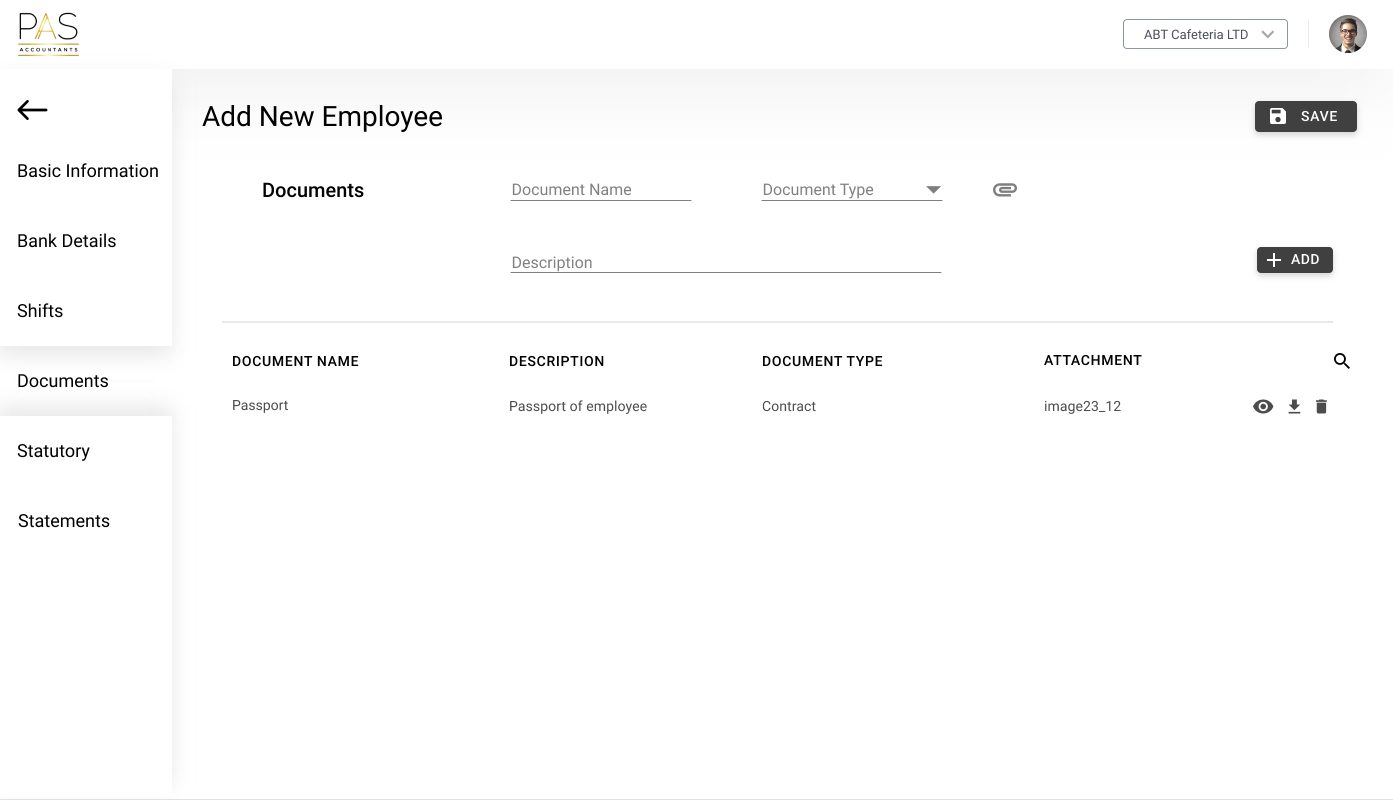 PAS
ACCOUNTANTS
ABT Cafeteria LTD
Add New Employee
SAVE
Basic Information
Bank Details
Shifts
Documents
Statutory
Statements
Documents
Document Name
Document Type
Description
ADD
DOCUMENT NAME
DESCRIPTION
DOCUMENT TYPE
ATTACHMENT
Passport
Passport of employee
Contract
image23_12